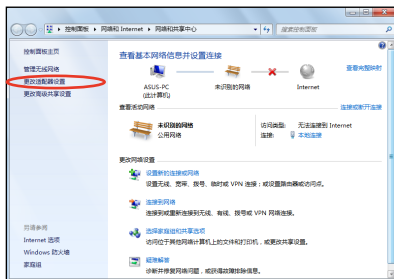 控制面板 ▸ 网络和 Internet ▸ 网络和共享中心
搜索控制面板
控制面板主页
管理无线网络
更改适配器设置
更改高级共享设置
另请参阅
Internet 选项
Windows 防火墙
家庭组
查看基本网络信息并设置连接
查看完整映射
ASUS-PC
(此计算机)
未识别的网络
Internet
查看活动网络
连接或断开连接
未识别的网络
公用网络
访问类型: 无法连接到 Internet
连接: 本地连接
更改网络设置
设置新的连接或网络
设置无线、宽带、拨号、临时或 VPN 连接；或设置路由器或访问点。
连接到网络
连接到或重新连接到无线、有线、拨号或 VPN 网络连接。
选择家庭组和共享选项
访问位于其他网络计算机上的文件和打印机，或更改共享设置。
疑难解答
诊断并修复网络问题，或获得故障排除信息。